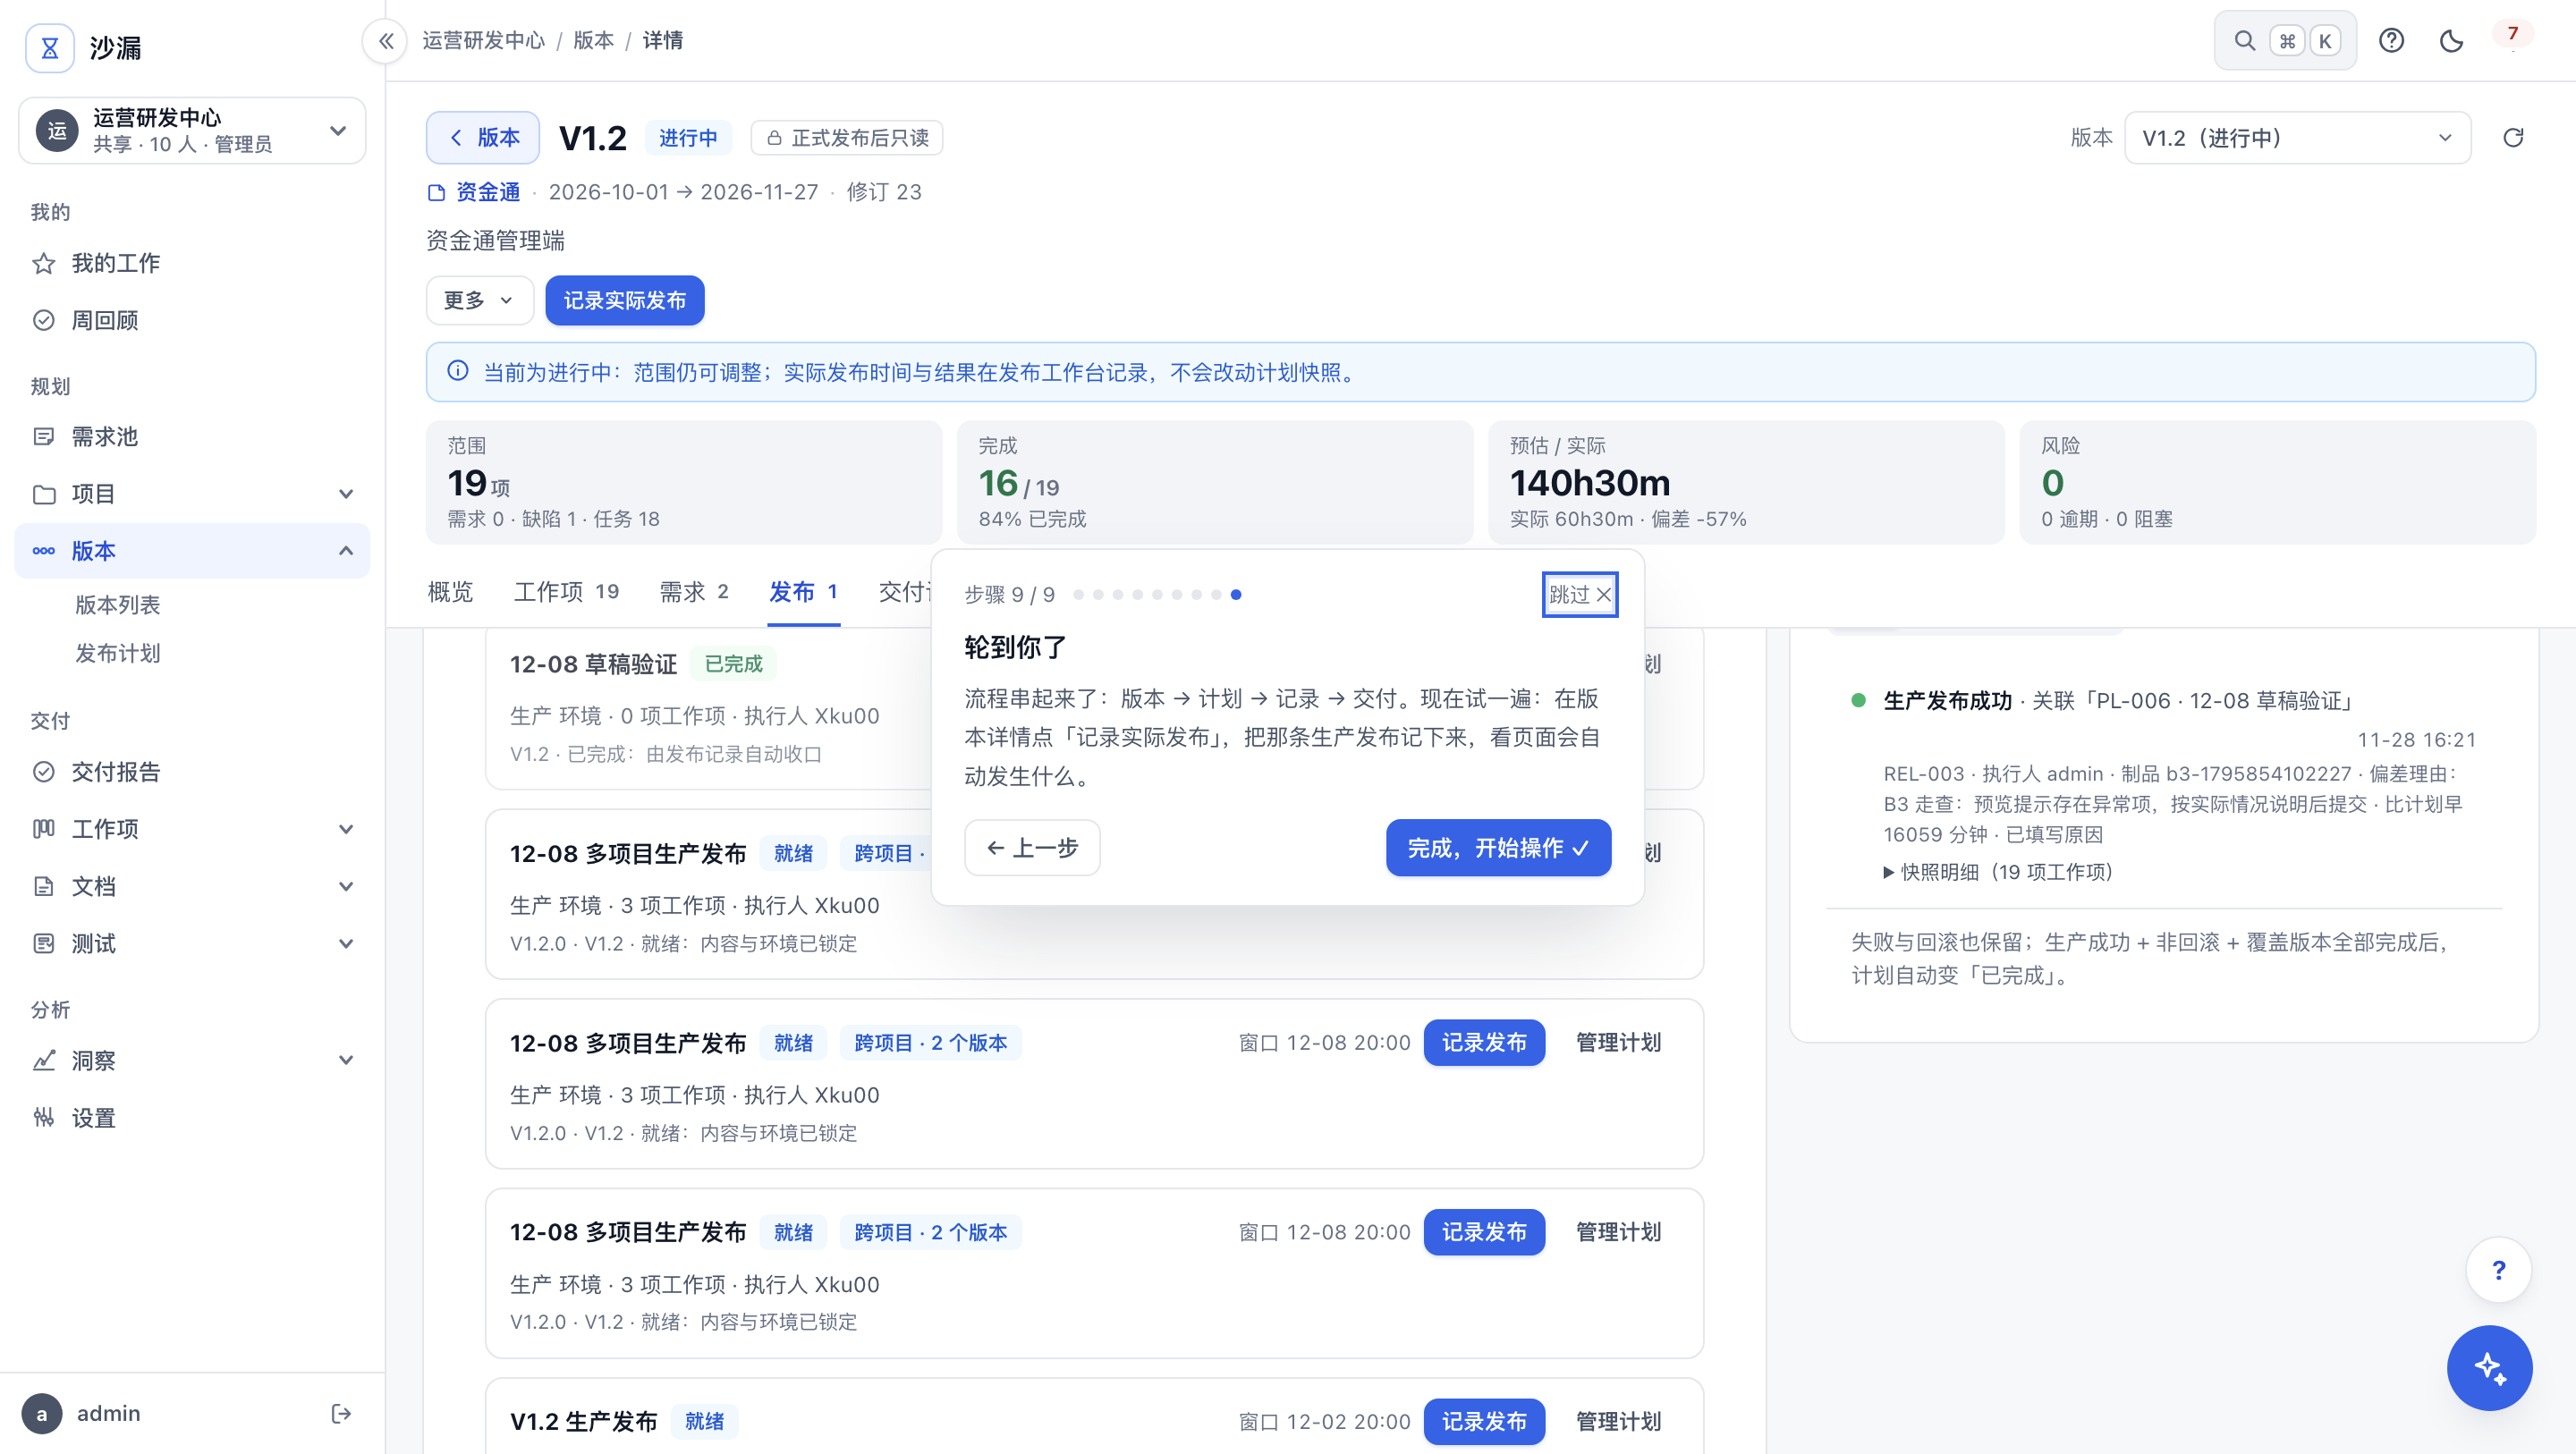 沙漏
运
运营研发中心
共享 · 10 人 · 管理员
我的
我的工作
周回顾
规划
需求池
项目
版本
版本列表
发布计划
交付
交付报告
工作项
文档
测试
分析
洞察
设置
a admin
运营研发中心 / 版本 / 详情
⌘ K
7
版本 V1.2 进行中 正式发布后只读
版本 V1.2（进行中）
资金通 · 2026-10-01 → 2026-11-27 · 修订 23
资金通管理端
更多 记录实际发布
当前为进行中：范围仍可调整；实际发布时间与结果在发布工作台记录，不会改动计划快照。
范围
19 项
需求 0 · 缺陷 1 · 任务 18
完成
16 / 19
84% 已完成
预估 / 实际
140h30m
实际 60h30m · 偏差 -57%
风险
0
0 逾期 · 0 阻塞
概览 工作项 19 需求 2 发布 1 交付
步骤 9 / 9 跳过
轮到你了
流程串起来了：版本 → 计划 → 记录 → 交付。现在试一遍：在版
本详情点「记录实际发布」，把那条生产发布记下来，看页面会自
动发生什么。
← 上一步 完成，开始操作 ✓
12-08 草稿验证 已完成 划
生产 环境 · 0 项工作项 · 执行人 Xku00
V1.2 · 已完成：由发布记录自动收口
12-08 多项目生产发布 就绪 跨项目 · 划
生产 环境 · 3 项工作项 · 执行人 Xku00
V1.2.0 · V1.2 · 就绪：内容与环境已锁定
12-08 多项目生产发布 就绪 跨项目 · 2 个版本 窗口 12-08 20:00 记录发布 管理计划
生产 环境 · 3 项工作项 · 执行人 Xku00
V1.2.0 · V1.2 · 就绪：内容与环境已锁定
12-08 多项目生产发布 就绪 跨项目 · 2 个版本 窗口 12-08 20:00 记录发布 管理计划
生产 环境 · 3 项工作项 · 执行人 Xku00
V1.2.0 · V1.2 · 就绪：内容与环境已锁定
V1.2 生产发布 就绪 窗口 12-02 20:00 记录发布 管理计划
生产发布成功 · 关联「PL-006 · 12-08 草稿验证」
11-28 16:21
REL-003 · 执行人 admin · 制品 b3-1795854102227 · 偏差理由：
B3 走查：预览提示存在异常项，按实际情况说明后提交 · 比计划早
16059 分钟 · 已填写原因
▶ 快照明细（19 项工作项）
失败与回滚也保留；生产成功 + 非回滚 + 覆盖版本全部完成后，
计划自动变「已完成」。
?